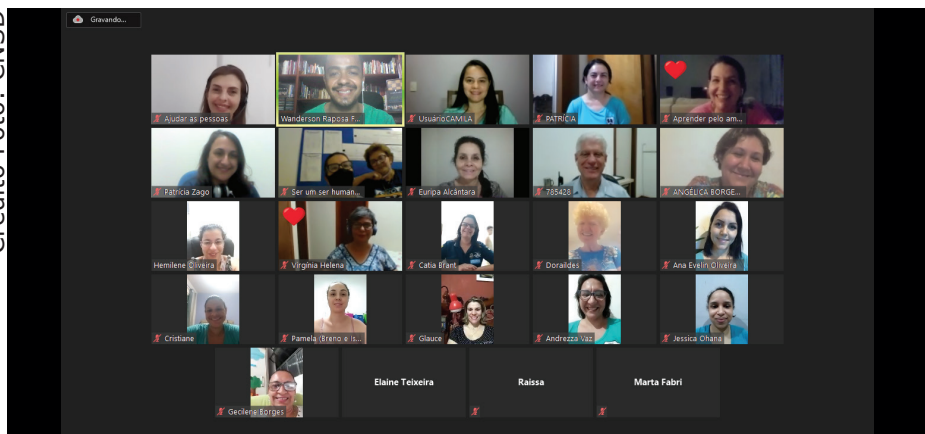 Gravando...
Ajudar as pessoas
Wanderson Raposa F...
UsuárioCAMILA
PATRÍCIA
Aprender pelo am...
Patrícia Zago
Ser um ser human...
Euripa Alcântara
785428
ANGÉLICA BORGE...
Hemilene Oliveira
Virgínia Helena
Catia Brant
Doraildes
Ana Evelin Oliveira
Cristiane
Pamela (Breno e Is...
Glauce
Andrezza Vaz
Jessica Ohana
Gecilene Borges
Elaine Teixeira
Raissa
Marta Fabri